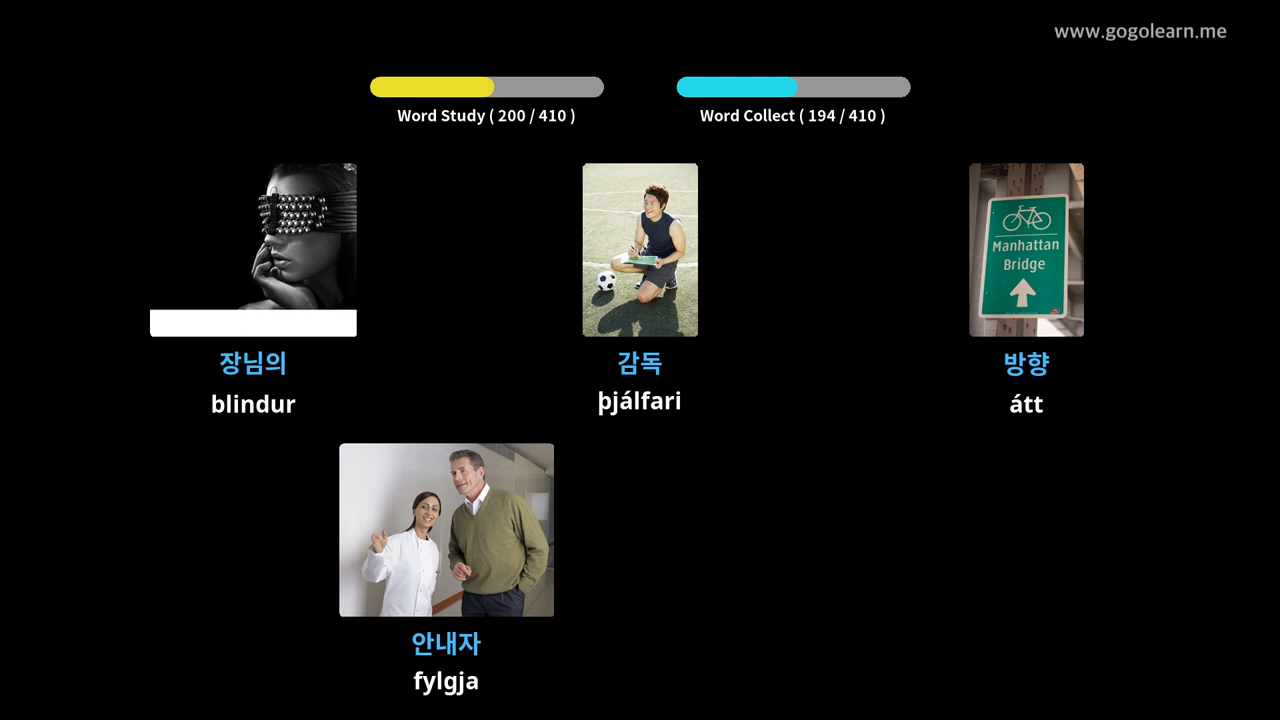 www.gogolearn.me
Word Study ( 200 / 410 )
Word Collect ( 194 / 410 )
Manhattan
Bridge
장님의
감독
방향
blindur
þjálfari
átt
안내자
fylgja